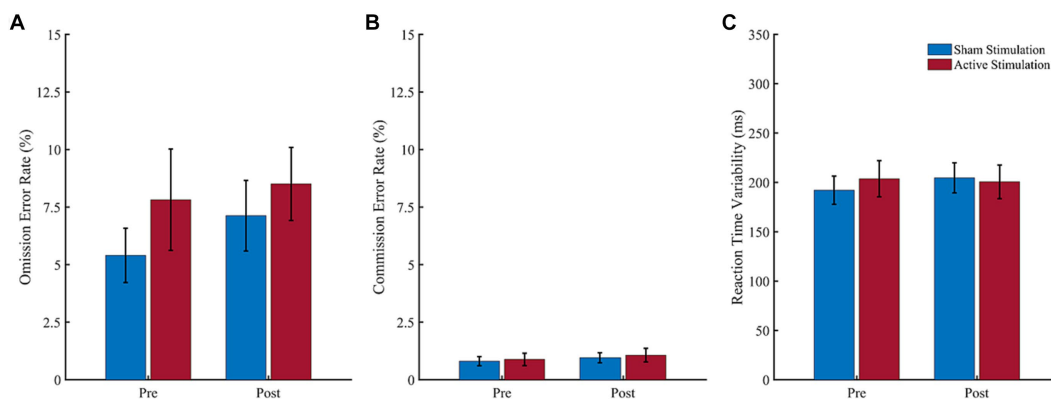 A
Omission Error Rate (%)
15
12.5
10
7.5
5
2.5
0
Pre Post
B
Commission Error Rate (%)
15
12.5
10
7.5
5
2.5
0
Pre Post
C
Reaction Time Variability (ms)
350
300
250
200
150
100
50
0
Pre Post
Sham Stimulation
Active Stimulation